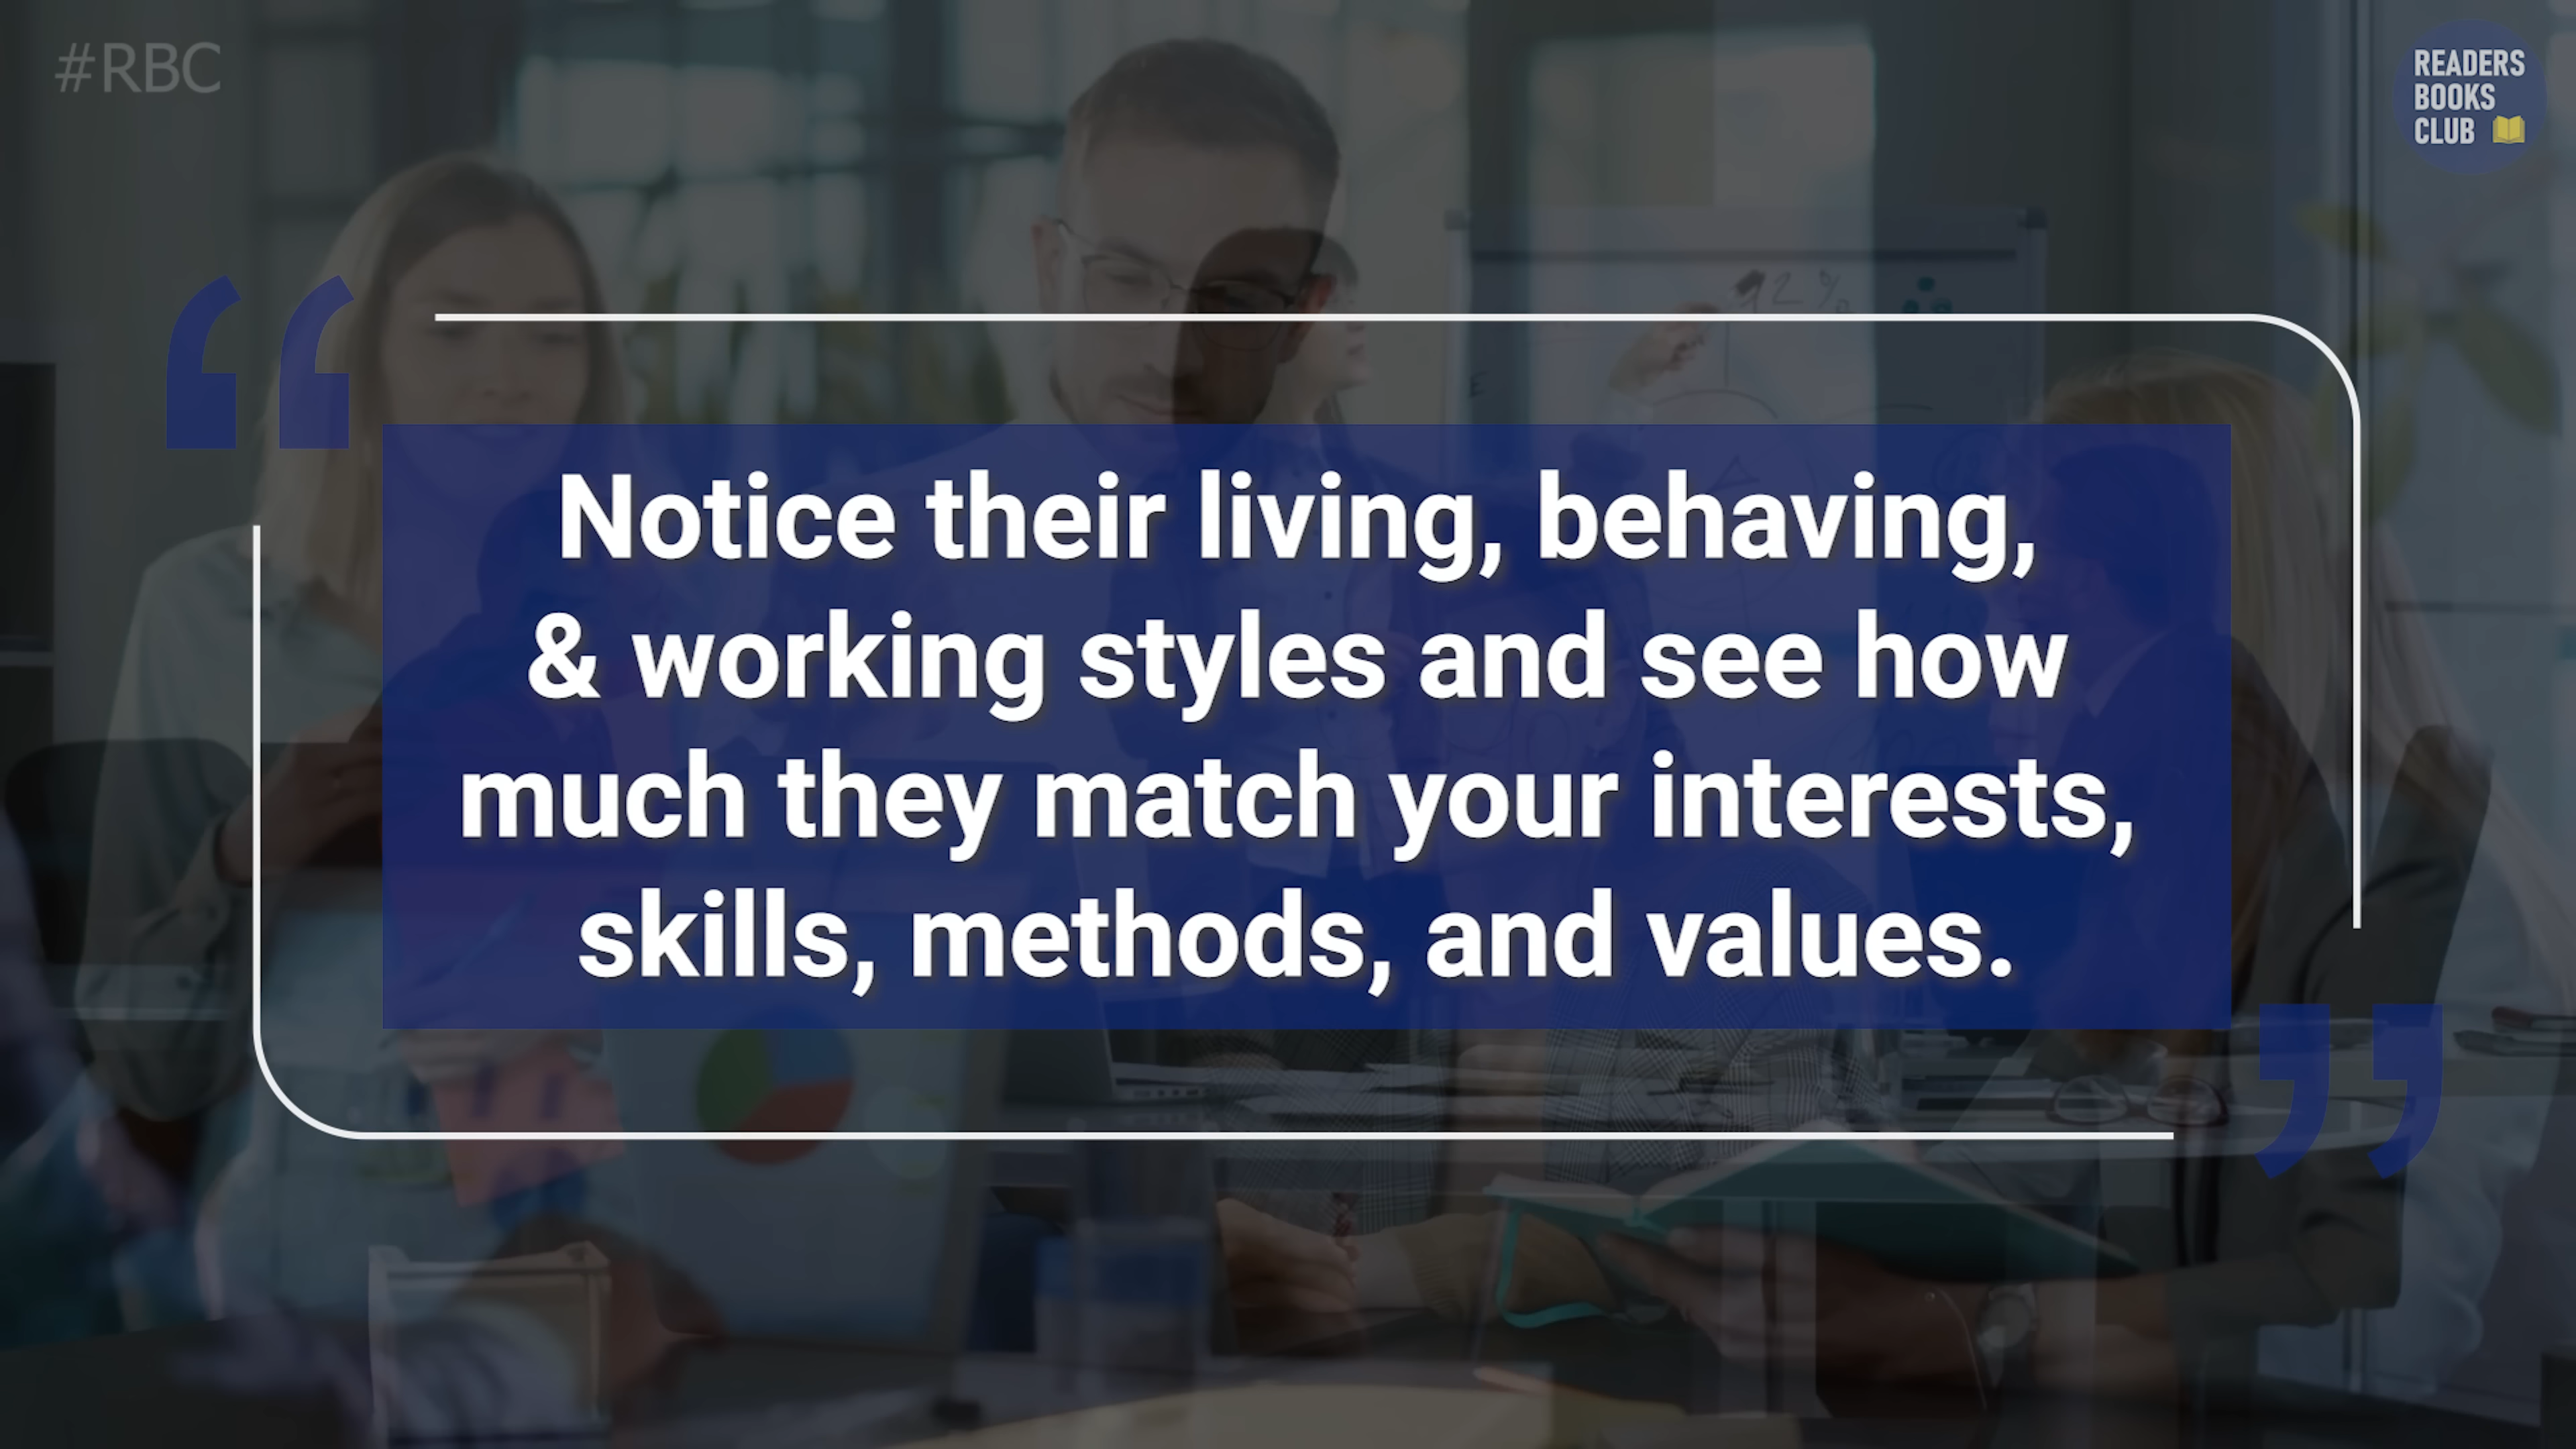 #RBC
READERS
BOOKS
CLUB
12%
“
Notice their living, behaving,
& working styles and see how
much they match your interests,
skills, methods, and values.
”